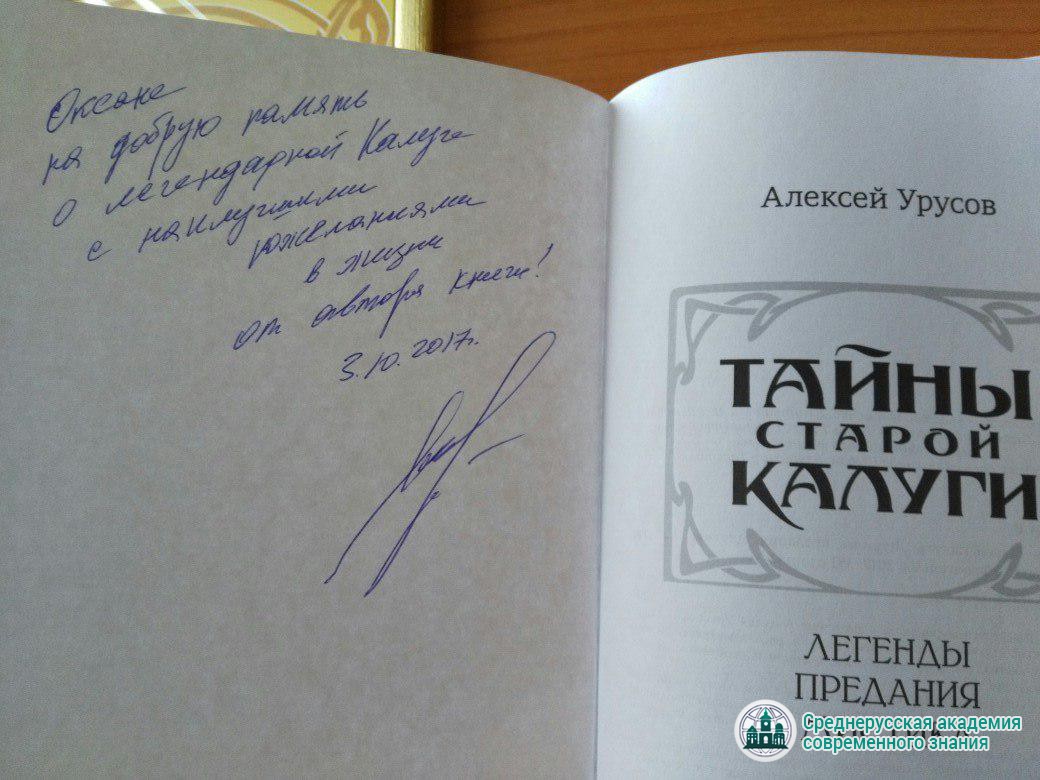 Оксане
на добрую память
о легендарной Калуге
с наилучшими
пожеланиями
в жизни
от автора книги!
3.10.2017г.
Алексей Урусов
ТАЙНЫ
СТАРОЙ
КАЛУГИ
ЛЕГЕНДЫ
ПРЕДАНИЯ
Среднерусская академия
современного знания